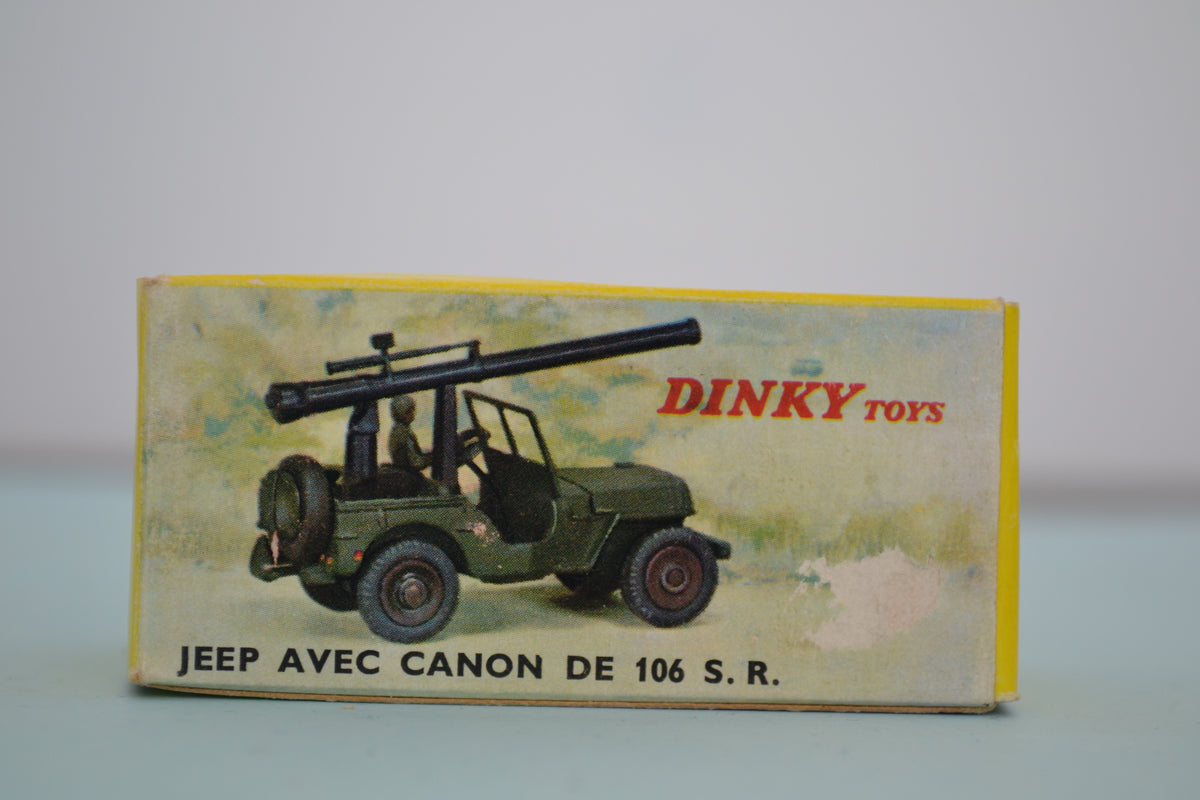 DINKY TOYS
JEEP AVEC CANON DE 106 S. R.